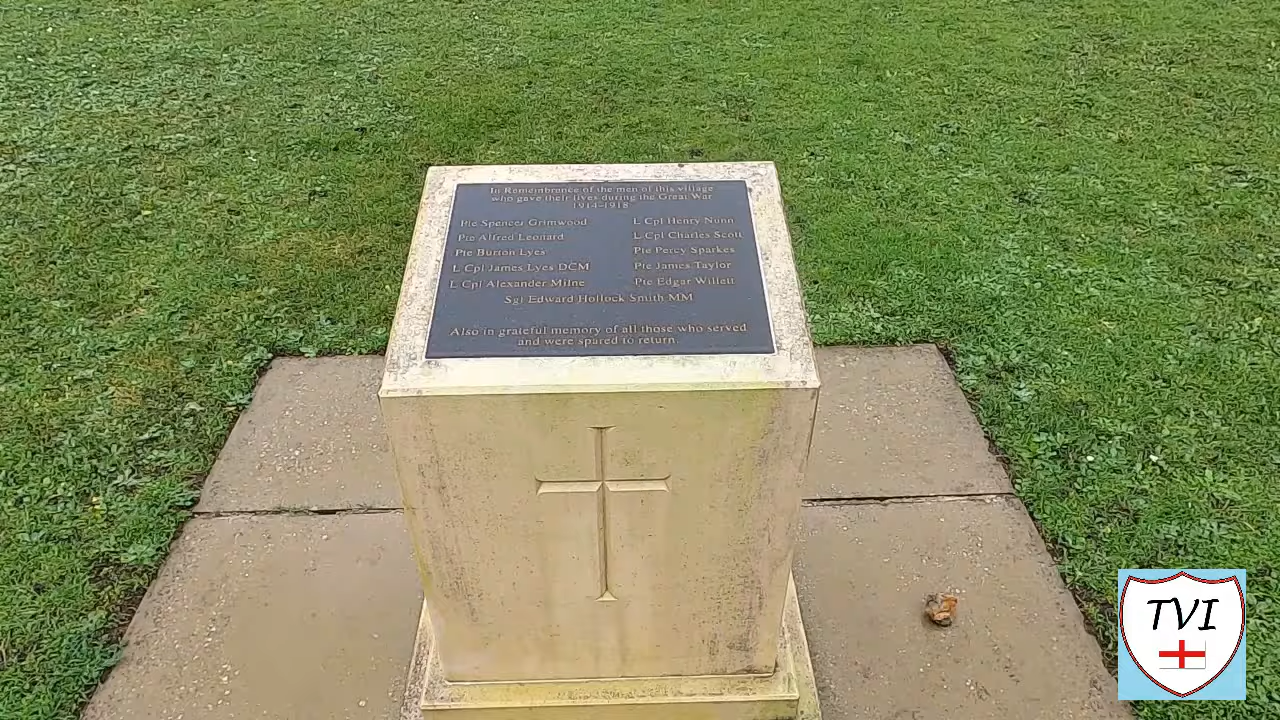 In Remembrance of the men of this village
who gave their lives during the Great War
1914-1918
Pte Spencer Grimwood
L Cpl Henry Nunn
Pte Alfred Leonard
L Cpl Charles Scott
Pte Burton Lyes
Pte Percy Sparkes
L Cpl James Lyes DCM
Pte James Taylor
L Cpl Alexander Milne
Pte Edgar Willett
Sgt Edward Hollock Smith MM
Also in grateful memory of all those who served
and were spared to return.
TVI